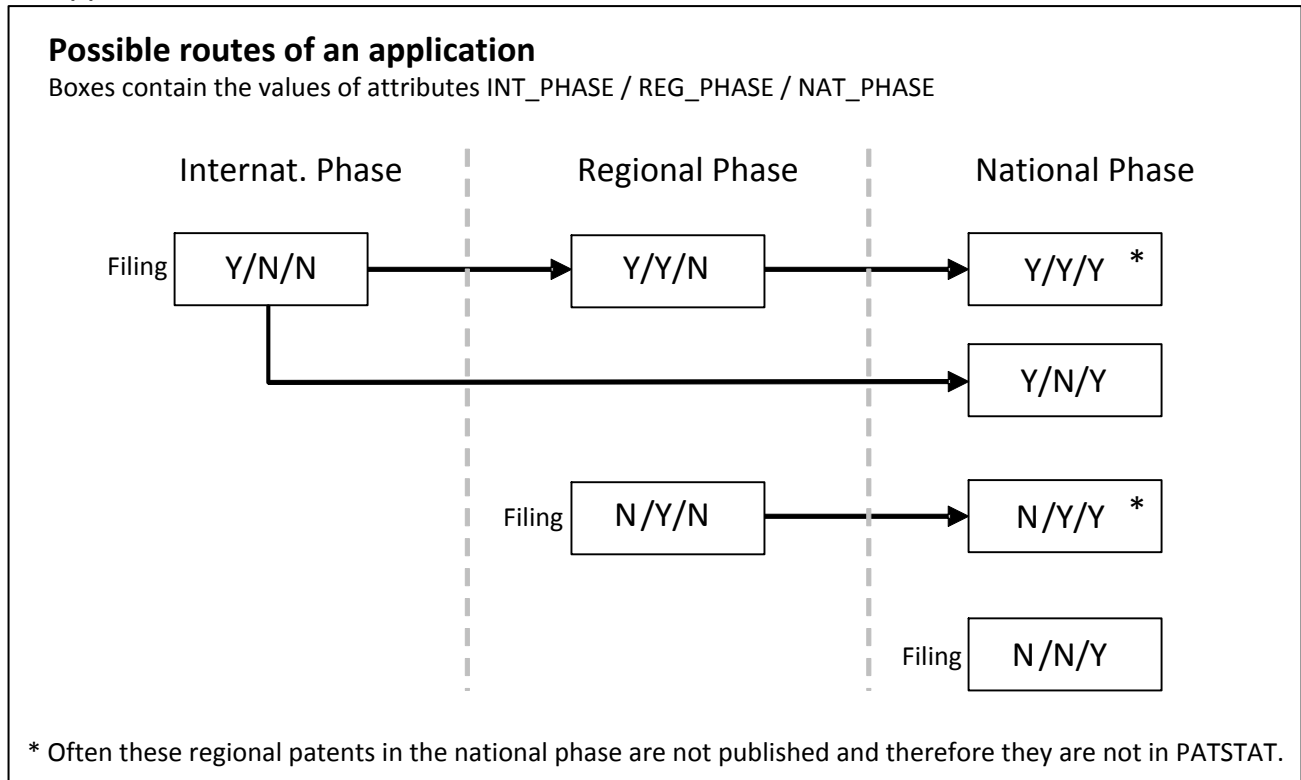 Possible routes of an application
Boxes contain the values of attributes INT_PHASE / REG_PHASE / NAT_PHASE
Internat. Phase
Regional Phase
National Phase
Filing
Y/N/N
Y/Y/N
Y/Y/Y *
Y/N/Y
Filing
N/Y/N
N/Y/Y *
Filing
N/N/Y
* Often these regional patents in the national phase are not published and therefore they are not in PATSTAT.